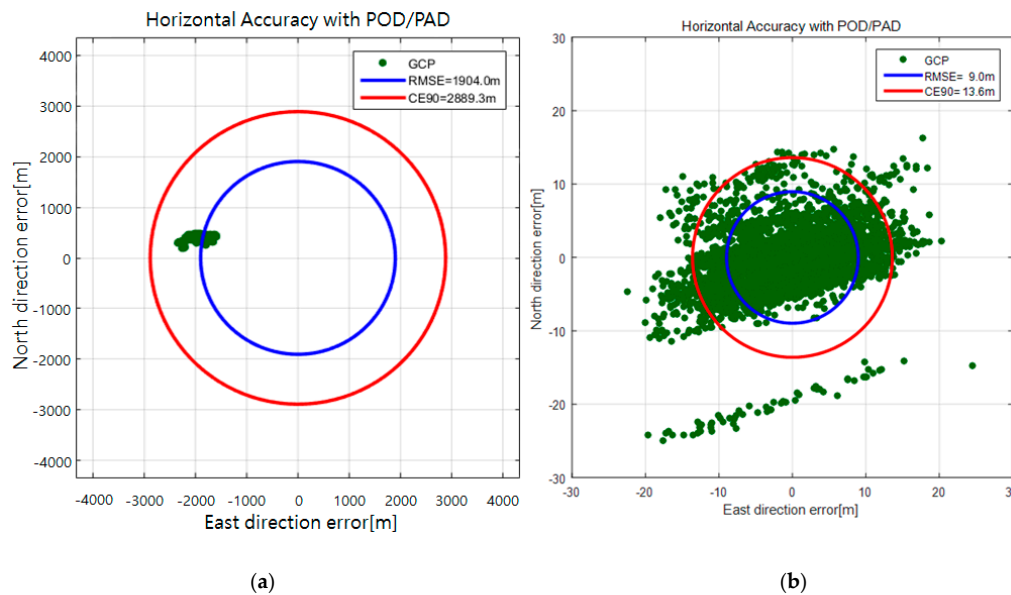 Horizontal Accuracy with POD/PAD
GCP
RMSE=1904.0m
CE90=2889.3m
4000
3000
2000
1000
0
-1000
-2000
-3000
-4000
North direction error[m]
-4000 -3000 -2000 -1000 0 1000 2000 3000 4000
East direction error[m]
(a)
Horizontal Accuracy with POD/PAD
GCP
RMSE= 9.0m
CE90= 13.6m
30
20
10
0
-10
-20
-30
North direction error[m]
-30 -20 -10 0 10 20 30
East direction error[m]
(b)